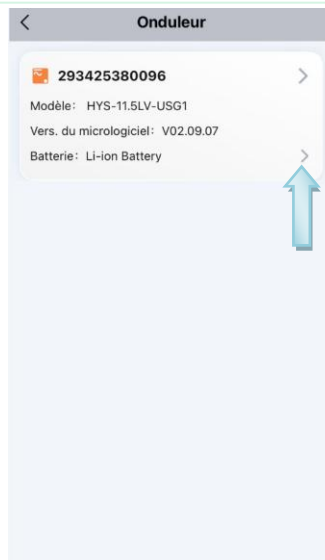 Onduleur
293425380096
Modèle: HYS-11.5LV-USG1
Vers. du micrologiciel: V02.09.07
Batterie: Li-ion Battery